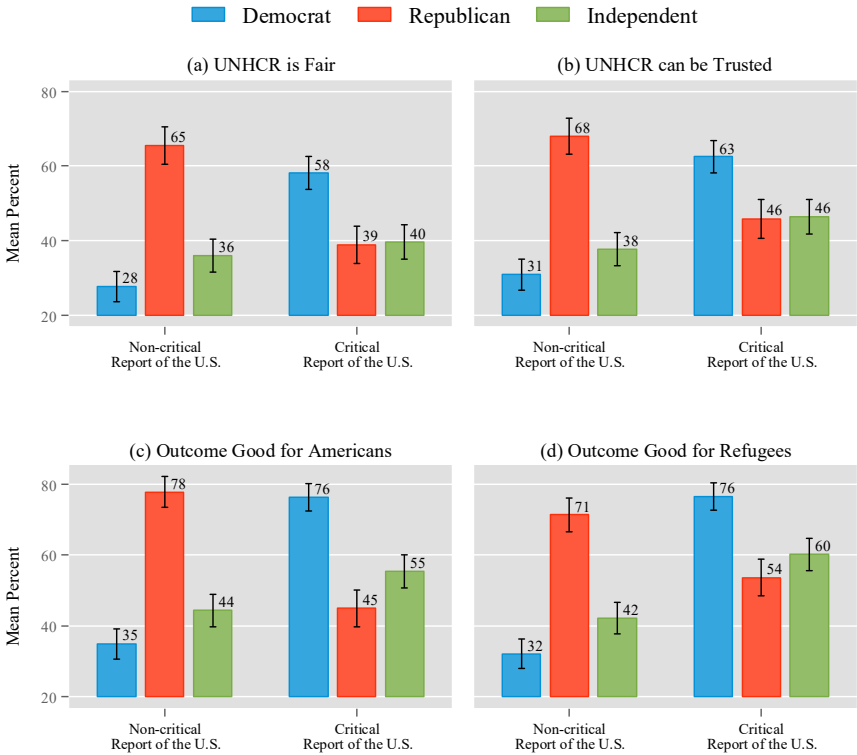 Democrat Republican Independent
(a) UNHCR is Fair
(b) UNHCR can be Trusted
Mean Percent
80
60
40
20
28
65
36
58
39
40
31
68
38
63
46
46
Non-critical
Report of the U.S.
Critical
Report of the U.S.
Non-critical
Report of the U.S.
Critical
Report of the U.S.
(c) Outcome Good for Americans
(d) Outcome Good for Refugees
Mean Percent
80
60
40
20
35
78
44
76
45
55
32
71
42
76
54
60
Non-critical
Report of the U.S.
Critical
Report of the U.S.
Non-critical
Report of the U.S.
Critical
Report of the U.S.